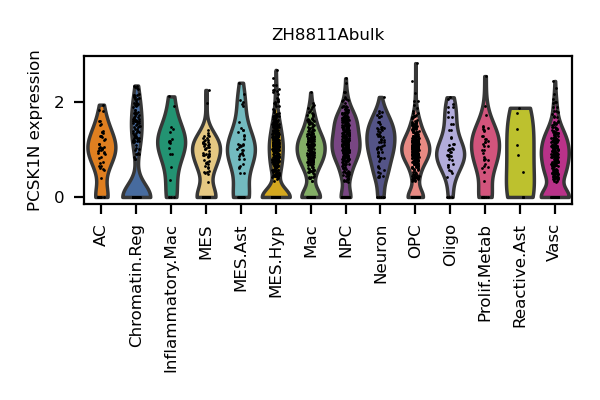 ZH8811Abulk
PCSK1N expression
2
0
AC
Chromatin.Reg
Inflammatory.Mac
MES
MES.Ast
MES.Hyp
Mac
NPC
Neuron
OPC
Oligo
Prolif.Metab
Reactive.Ast
Vasc